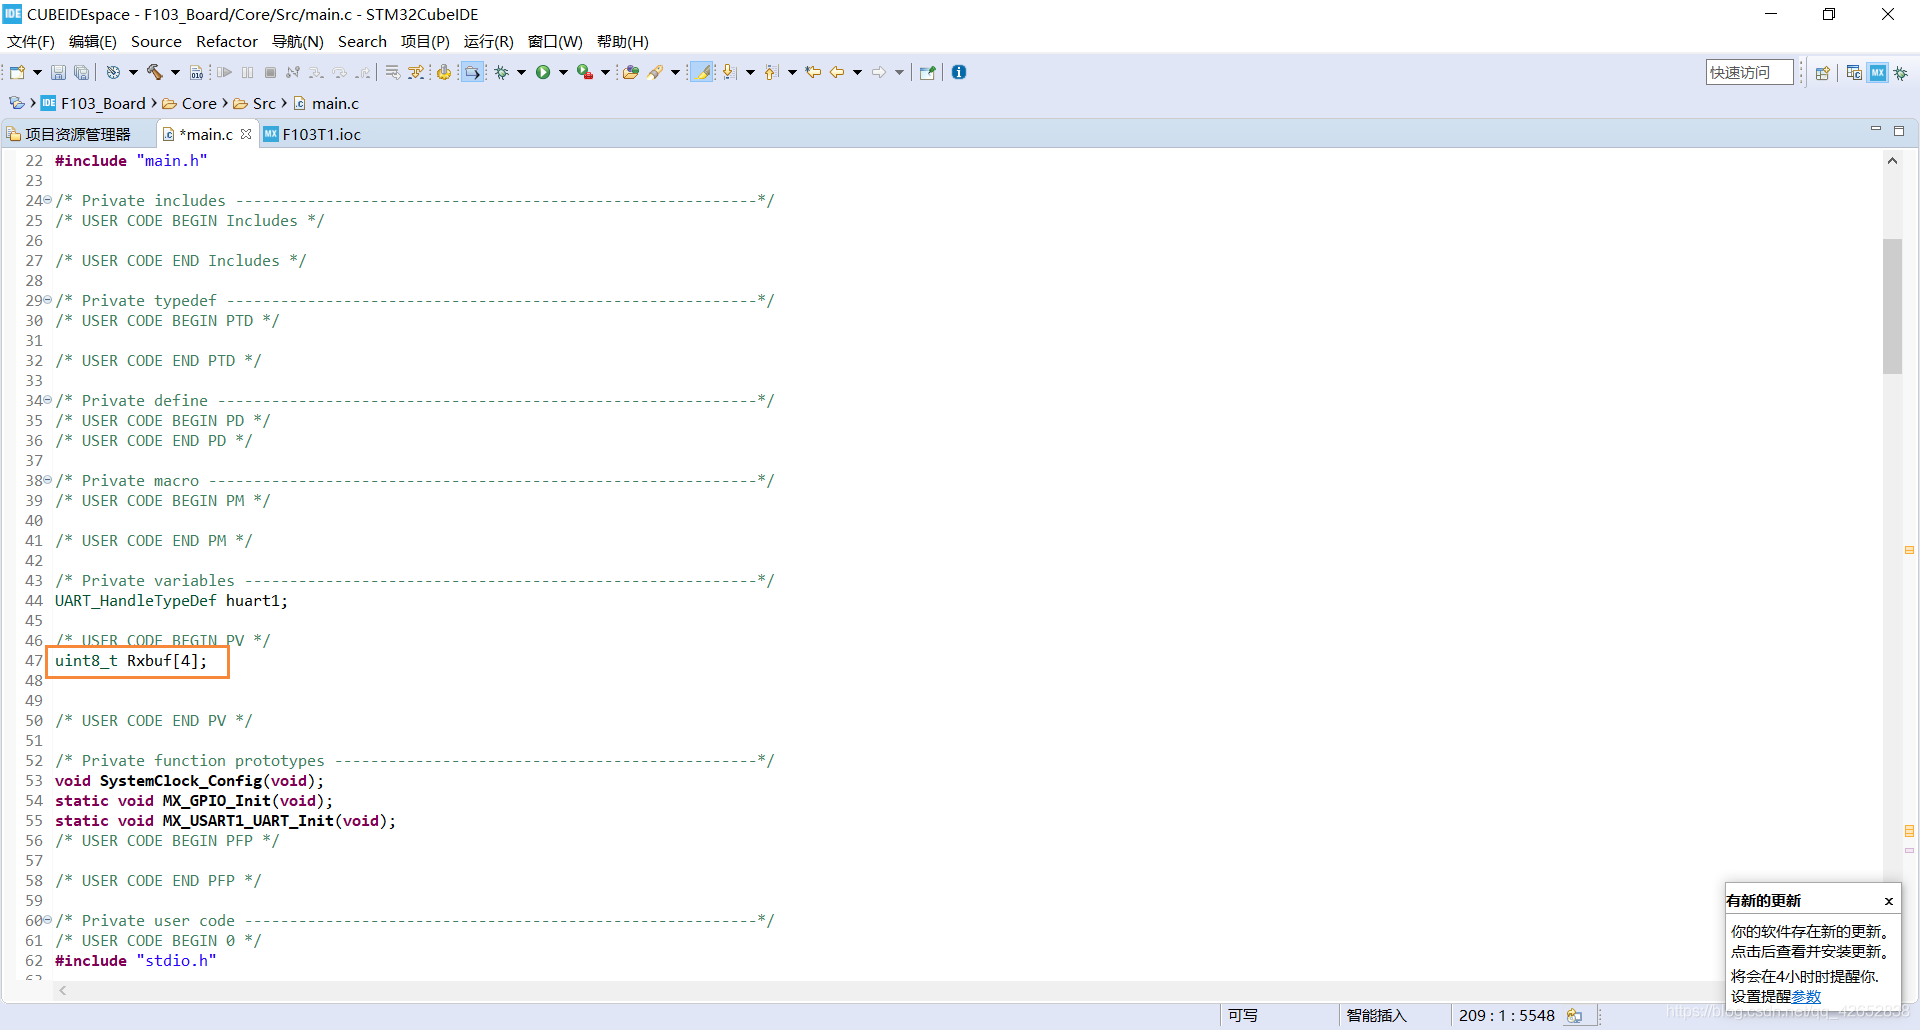 CUBEIDEspace - F103_Board/Core/Src/main.c - STM32CubeIDE
文件(F) 编辑(E) Source Refactor 导航(N) Search 项目(P) 运行(R) 窗口(W) 帮助(H)
快速访问
IDE F103_Board Core Src main.c
项目资源管理器 *main.c F103T1.ioc
22 #include "main.h"
23
24 /* Private includes ----------------------------------------------------------*/
25 /* USER CODE BEGIN Includes */
26
27 /* USER CODE END Includes */
28
29 /* Private typedef -----------------------------------------------------------*/
30 /* USER CODE BEGIN PTD */
31
32 /* USER CODE END PTD */
33
34 /* Private define ------------------------------------------------------------*/
35 /* USER CODE BEGIN PD */
36 /* USER CODE END PD */
37
38 /* Private macro -------------------------------------------------------------*/
39 /* USER CODE BEGIN PM */
40
41 /* USER CODE END PM */
42
43 /* Private variables ---------------------------------------------------------*/
44 UART_HandleTypeDef huart1;
45
46 /* USER CODE BEGIN PV */
47 uint8_t Rxbuf[4];
48
49
50 /* USER CODE END PV */
51
52 /* Private function prototypes -----------------------------------------------*/
53 void SystemClock_Config(void);
54 static void MX_GPIO_Init(void);
55 static void MX_USART1_UART_Init(void);
56 /* USER CODE BEGIN PFP */
57
58 /* USER CODE END PFP */
59
60 /* Private user code ---------------------------------------------------------*/
61 /* USER CODE BEGIN 0 */
62 #include "stdio.h"
有新的更新
你的软件存在新的更新。
点击后查看并安装更新。
将会在4小时时提醒你.
设置提醒参数
可写 智能插入 209 : 1 : 5548